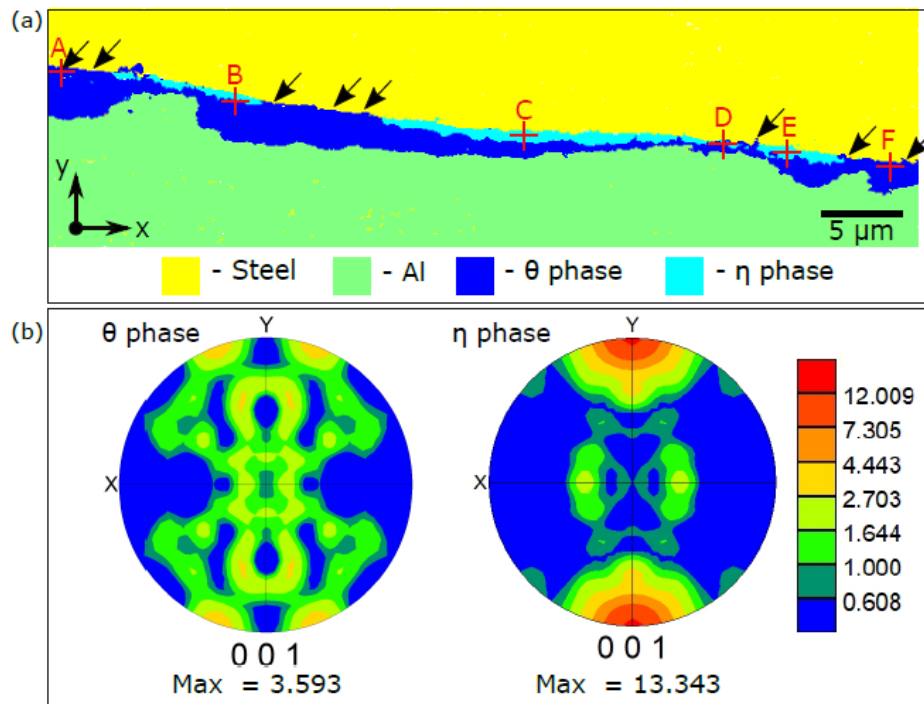 (a)
A
B
C
D
E
F
y
x
5 μm
- Steel
- Al
- θ phase
- η phase
(b)
θ phase
Y
X
0 0 1
Max = 3.593
η phase
Y
X
0 0 1
Max = 13.343
12.009
7.305
4.443
2.703
1.644
1.000
0.608